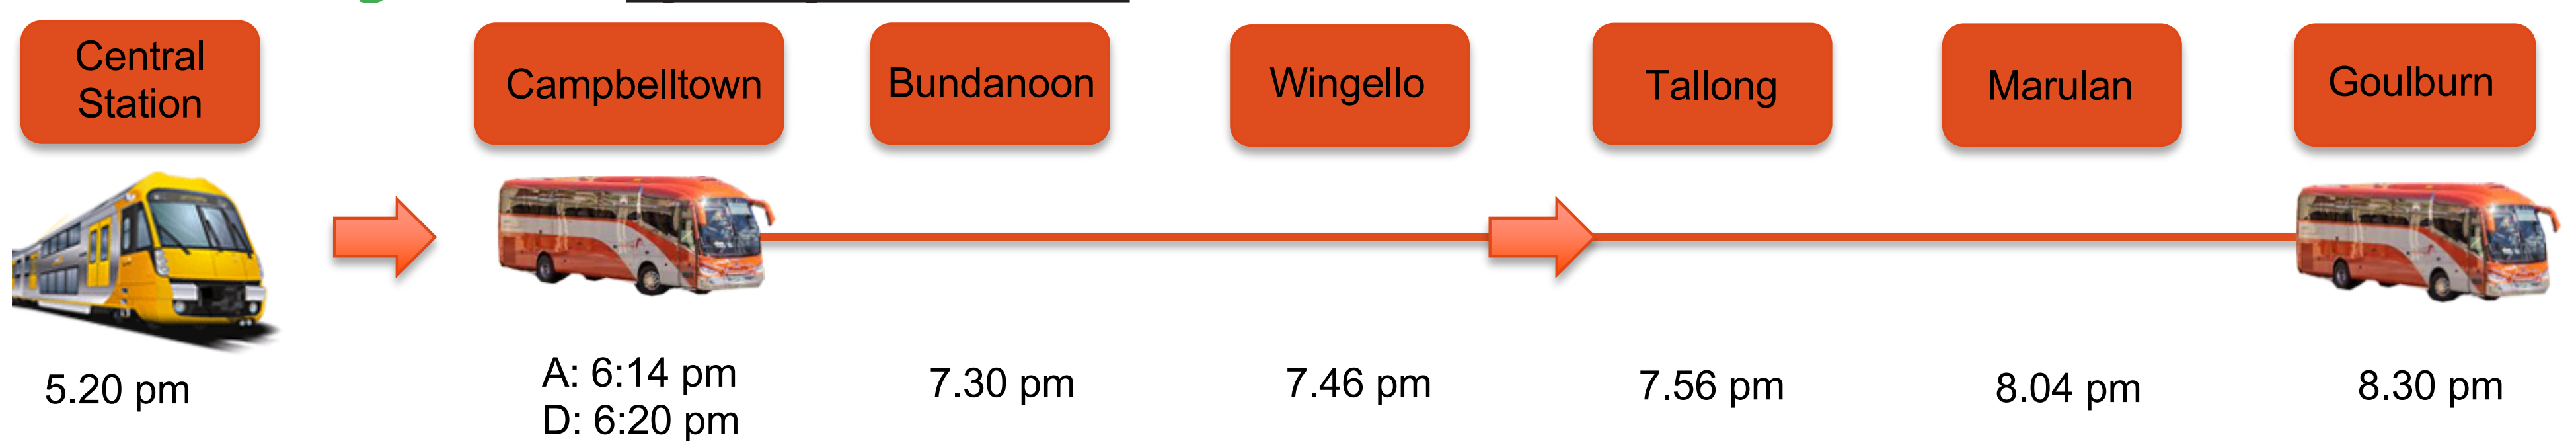 Central
Station
Campbelltown
Bundanoon
Wingello
Tallong
Marulan
Goulburn
5.20 pm
A: 6:14 pm
D: 6:20 pm
7.30 pm
7.46 pm
7.56 pm
8.04 pm
8.30 pm